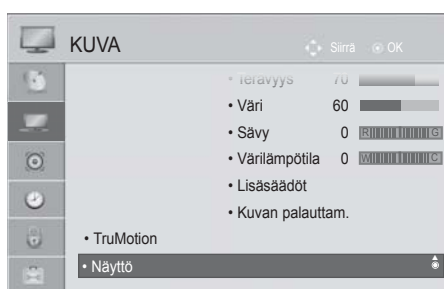 KUVA
Siirrä OK
• Terävyys 70
• Väri 60
• Sävy 0 R G
• Värilämpötila 0 W C
• Lisäsäädöt
• Kuvan palauttam.
• TruMotion
• Näyttö